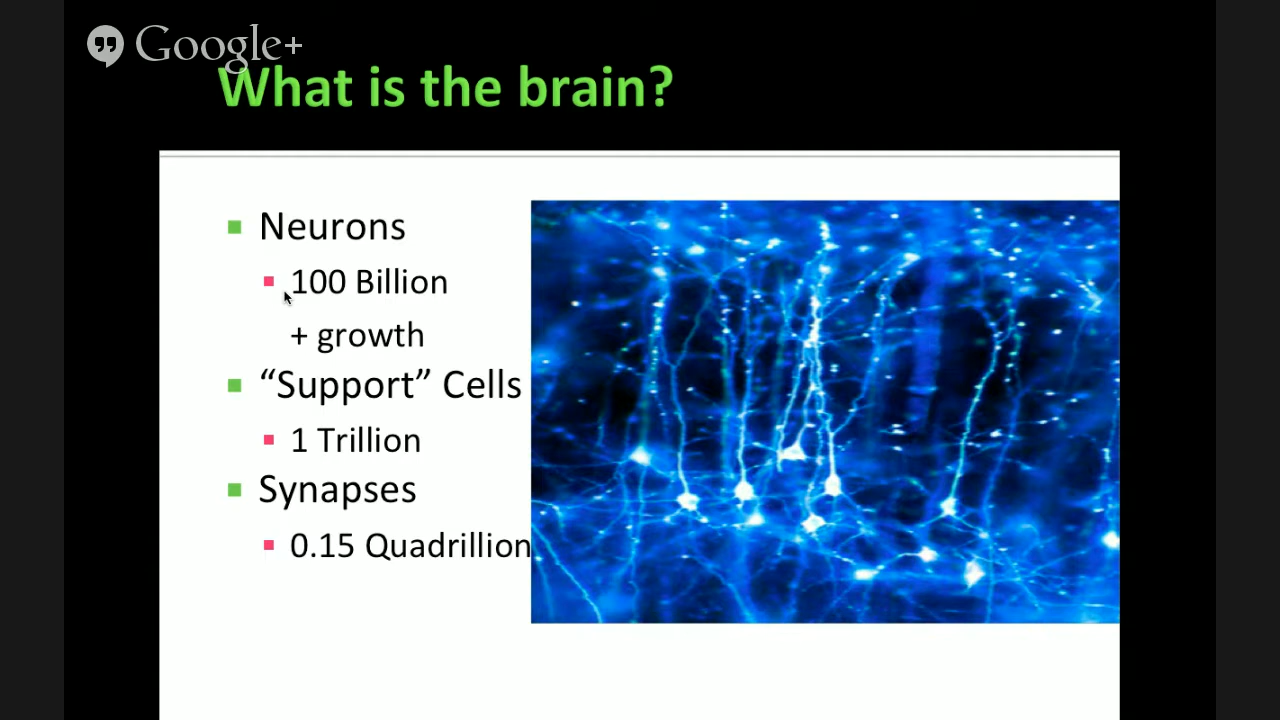 Google+
What is the brain?
Neurons
100 Billion
+ growth
“Support” Cells
1 Trillion
Synapses
0.15 Quadrillion